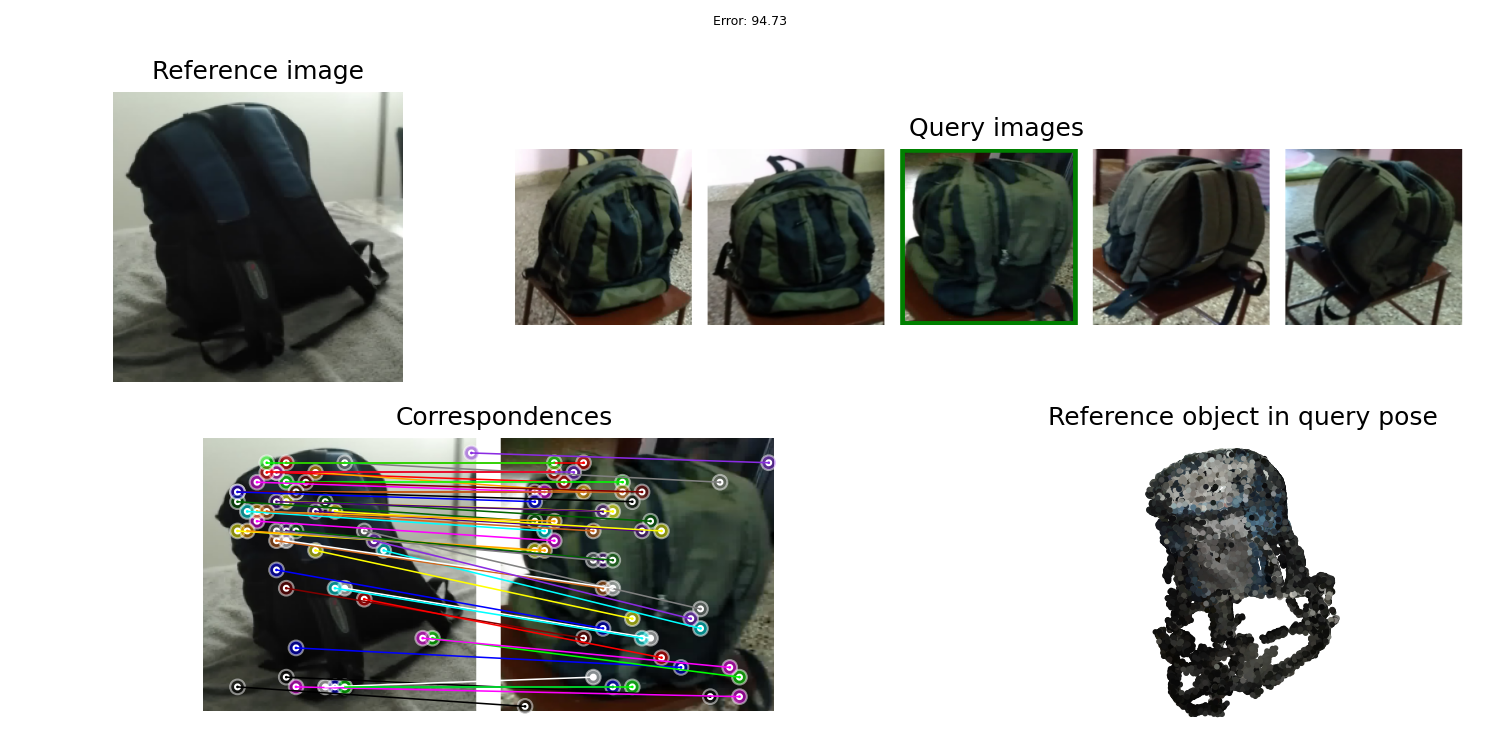 Error: 94.73
Reference image
Query images
Correspondences
Reference object in query pose